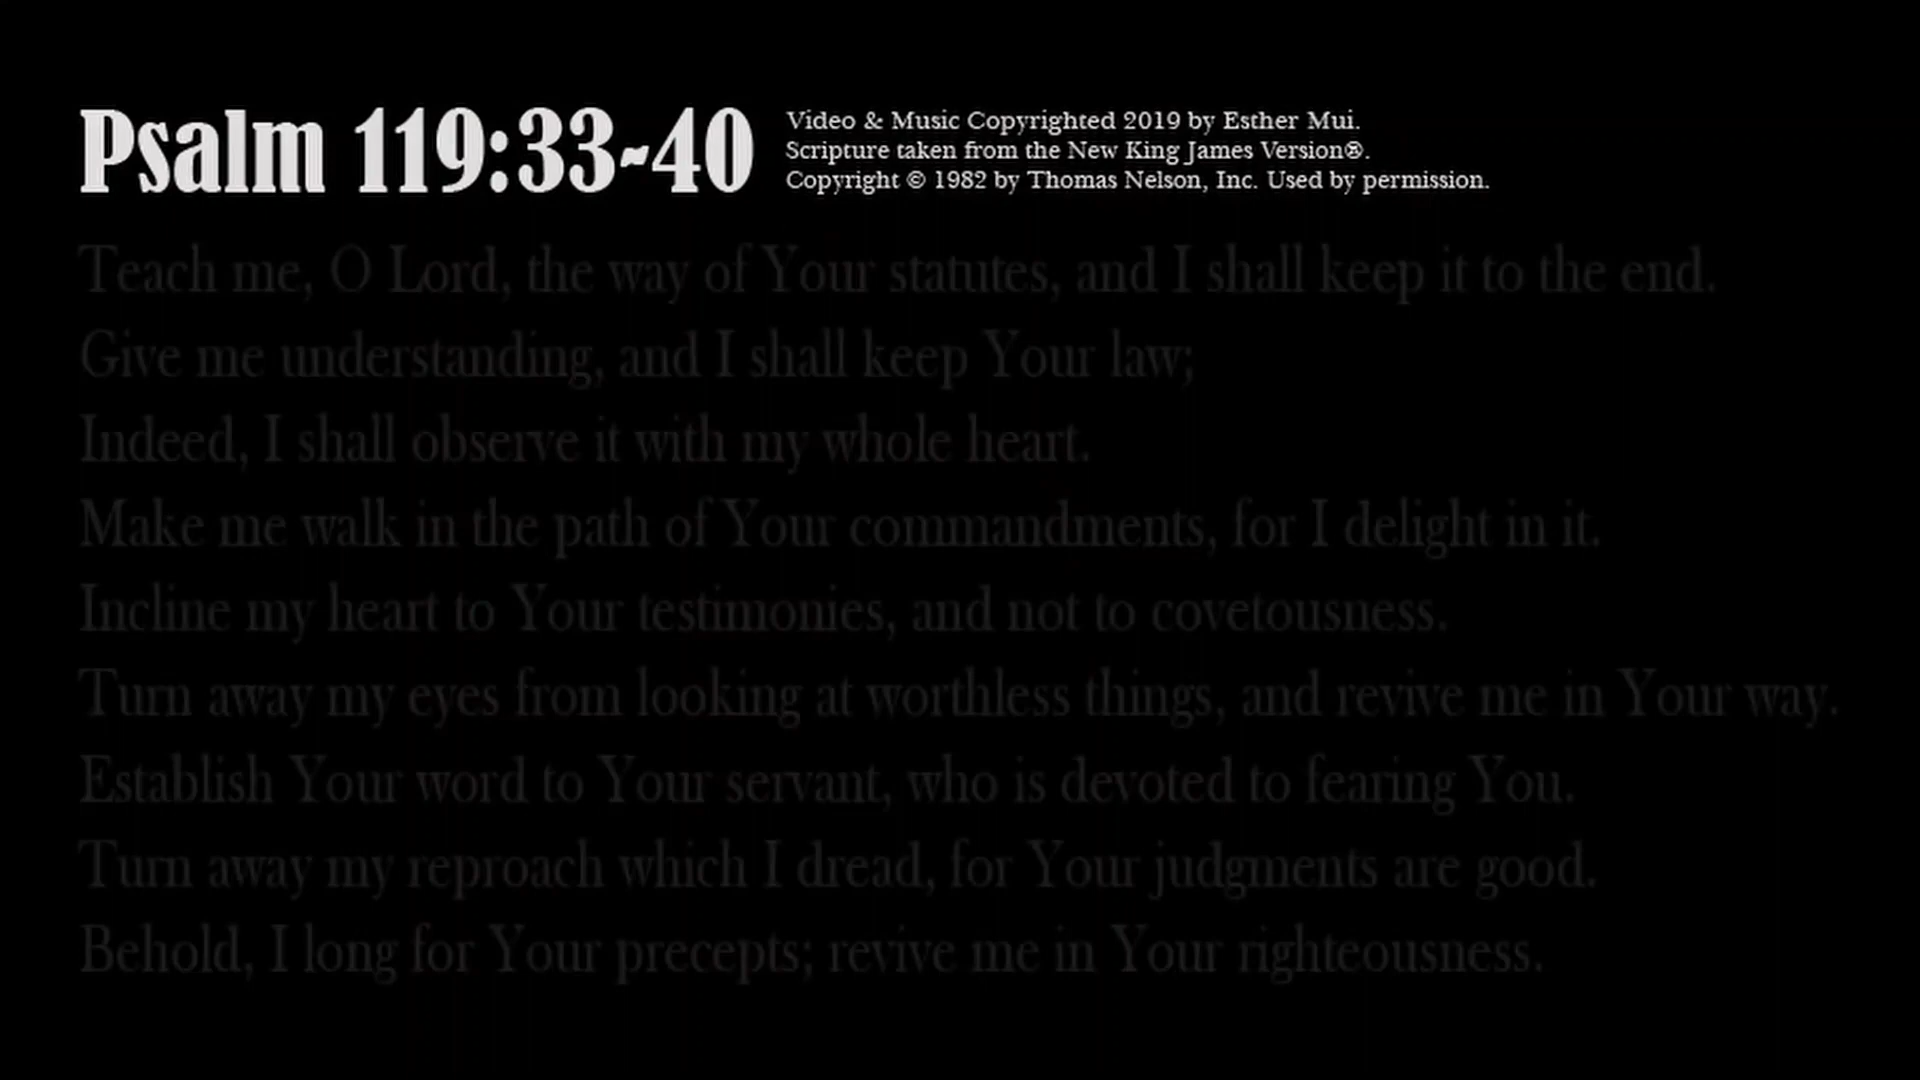 Psalm 119:33~40
Video & Music Copyrighted 2019 by Esther Mui.
Scripture taken from the New King James Version®.
Copyright © 1982 by Thomas Nelson, Inc. Used by permission.
Teach me, O Lord, the way of Your statutes, and I shall keep it to the end.
Give me understanding, and I shall keep Your law;
Indeed, I shall observe it with my whole heart.
Make me walk in the path of Your commandments, for I delight in it.
Incline my heart to Your testimonies, and not to covetousness.
Turn away my eyes from looking at worthless things, and revive me in Your way.
Establish Your word to Your servant, who is devoted to fearing You.
Turn away my reproach which I dread, for Your judgments are good.
Behold, I long for Your precepts; revive me in Your righteousness.